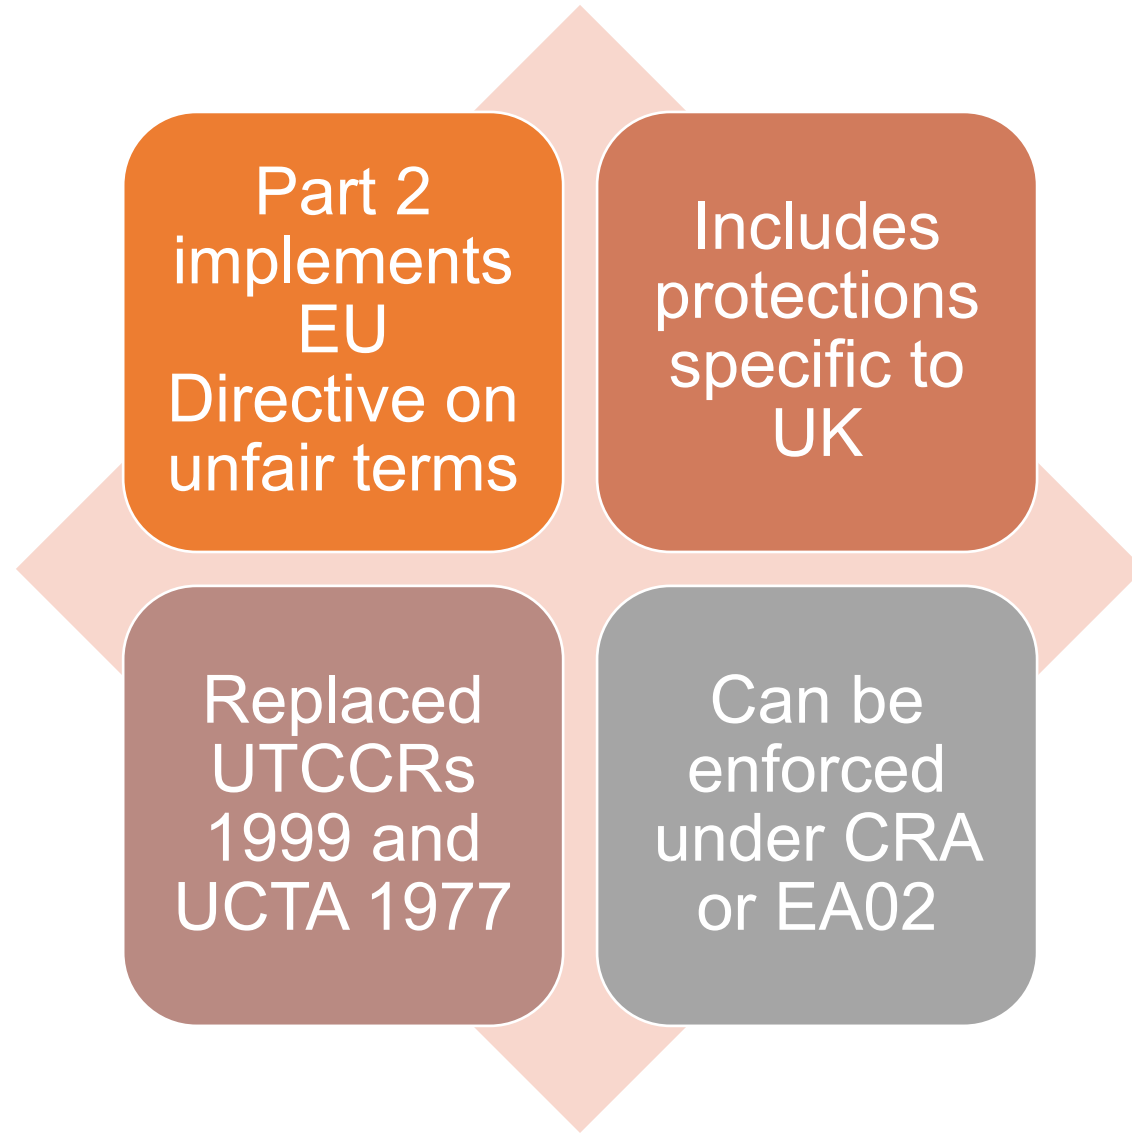 Part 2
implements
EU
Directive on
unfair terms
Includes
protections
specific to
UK
Replaced
UTCCRs
1999 and
UCTA 1977
Can be
enforced
under CRA
or EA02